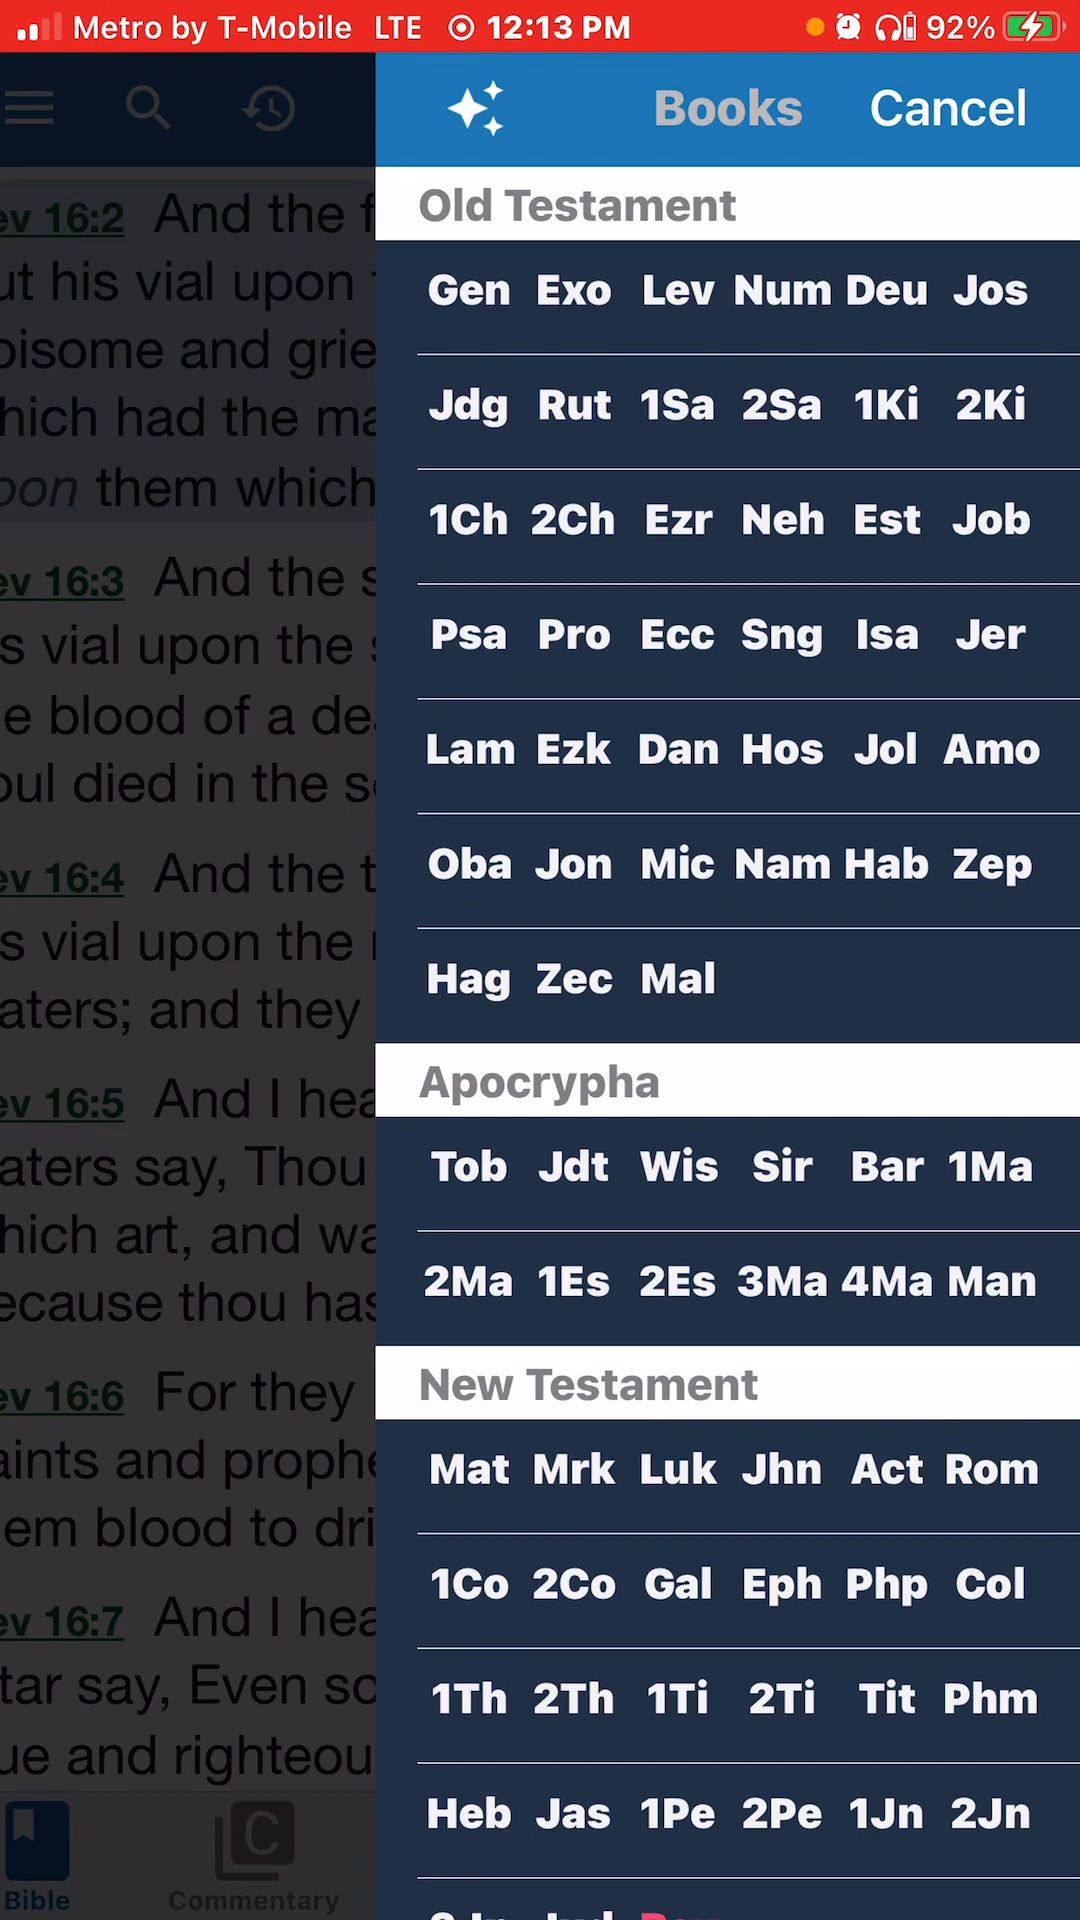 Metro by T-Mobile LTE 12:13 PM 92%
Books Cancel
Old Testament
Gen Exo Lev Num Deu Jos
Jdg Rut 1Sa 2Sa 1Ki 2Ki
1Ch 2Ch Ezr Neh Est Job
Psa Pro Ecc Sng Isa Jer
Lam Ezk Dan Hos Jol Amo
Oba Jon Mic Nam Hab Zep
Hag Zec Mal
Apocrypha
Tob Jdt Wis Sir Bar 1Ma
2Ma 1Es 2Es 3Ma 4Ma Man
New Testament
Mat Mrk Luk Jhn Act Rom
1Co 2Co Gal Eph Php Col
1Th 2Th 1Ti 2Ti Tit Phm
Heb Jas 1Pe 2Pe 1Jn 2Jn
ev 16:2 And the f
ut his vial upon
oisome and grie
hich had the ma
oon them which
ev 16:3 And the s
s vial upon the s
e blood of a dea
oul died in the se
ev 16:4 And the t
s vial upon the
aters; and they
ev 16:5 And I hea
aters say, Thou
hich art, and wa
ecause thou has
ev 16:6 For they
aints and prophe
em blood to dri
ev 16:7 And I hea
tar say, Even so
ue and righteou
Bible
C
Commentary